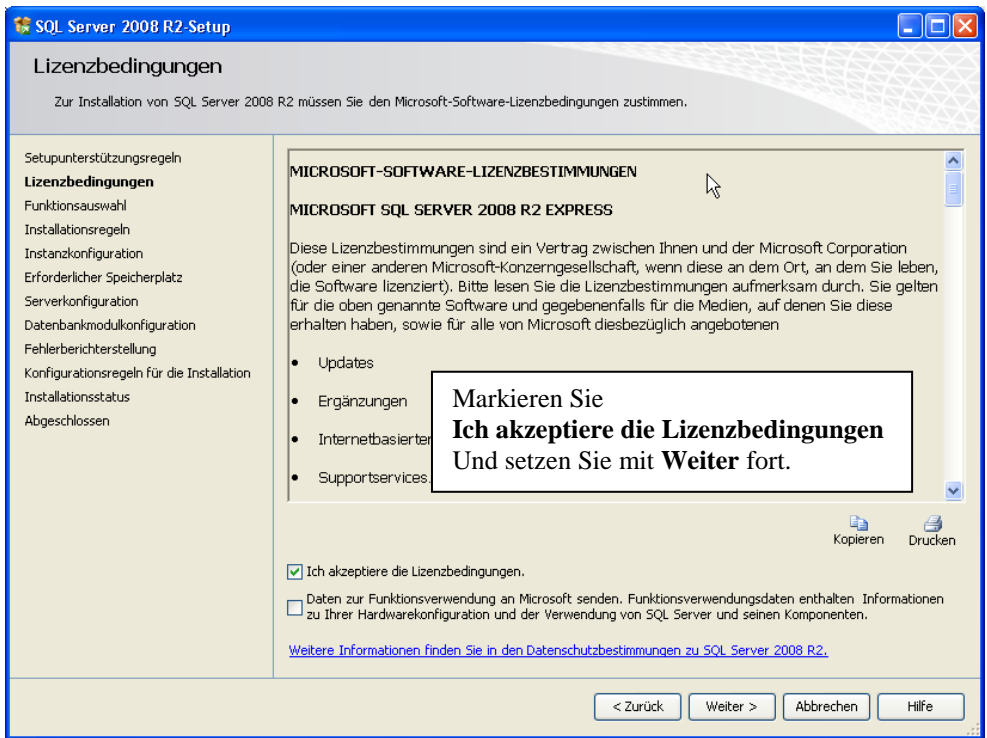 SQL Server 2008 R2-Setup
Lizenzbedingungen
Zur Installation von SQL Server 2008 R2 müssen Sie den Microsoft-Software-Lizenzbedingungen zustimmen.
Setupunterstützungsregeln
Lizenzbedingungen
Funktionsauswahl
Installationsregeln
Instanzkonfiguration
Erforderlicher Speicherplatz
Serverkonfiguration
Datenbankmodulkonfiguration
Fehlerberichterstellung
Konfigurationsregeln für die Installation
Installationsstatus
Abgeschlossen
MICROSOFT-SOFTWARE-LIZENZBESTIMMUNGEN
MICROSOFT SQL SERVER 2008 R2 EXPRESS
Diese Lizenzbestimmungen sind ein Vertrag zwischen Ihnen und der Microsoft Corporation
(oder einer anderen Microsoft-Konzerngesellschaft, wenn diese an dem Ort, an dem Sie leben,
die Software lizenziert). Bitte lesen Sie die Lizenzbestimmungen aufmerksam durch. Sie gelten
für die oben genannte Software und gegebenenfalls für die Medien, auf denen Sie diese
erhalten haben, sowie für alle von Microsoft diesbezüglich angebotenen
• Updates
• Ergänzungen
• Internetbasierten
• Supportservices.
Markieren Sie
Ich akzeptiere die Lizenzbedingungen
Und setzen Sie mit Weiter fort.
Kopieren
Drucken
Ich akzeptiere die Lizenzbedingungen.
Daten zur Funktionsverwendung an Microsoft senden. Funktionsverwendungsdaten enthalten Informationen
zu Ihrer Hardwarekonfiguration und der Verwendung von SQL Server und seinen Komponenten.
Weitere Informationen finden Sie in den Datenschutzbestimmungen zu SQL Server 2008 R2.
< Zurück
Weiter >
Abbrechen
Hilfe